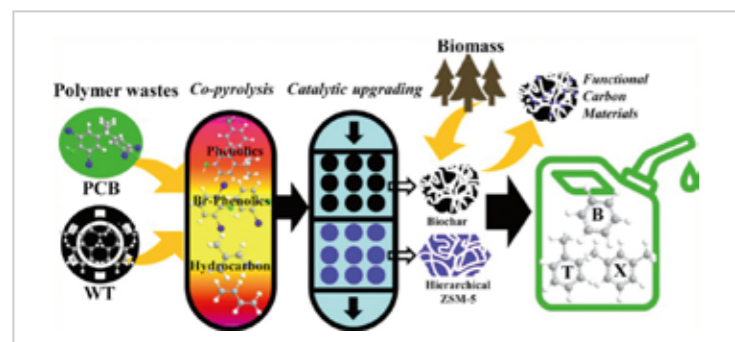 Polymer wastes
PCB
WT
Co-pyrolysis
Phenolics
Br-Phenolics
Hydrocarbon
Catalytic upgrading
Biomass
Biochar
Hierarchical
ZSM-5
Functional
Carbon
Materials
B
T
X